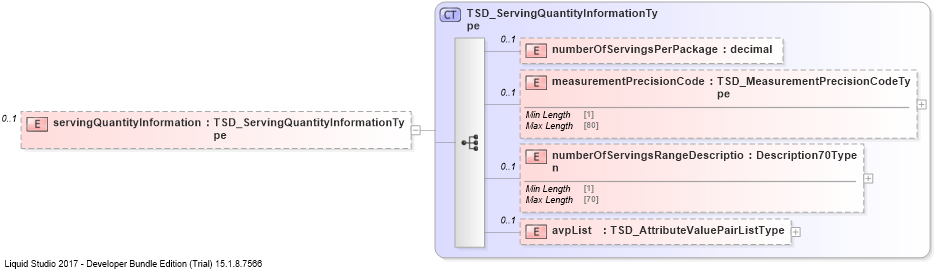 CT TSD_ServingQuantityInformationTy
pe
0..1
E numberOfServingsPerPackage : decimal
0..1
E measurementPrecisionCode : TSD_MeasurementPrecisionCodeTy
pe
Min Length [1]
Max Length [80]
0..1
E servingQuantityInformation : TSD_ServingQuantityInformationTy
pe
0..1
E numberOfServingsRangeDescriptio : Description70Type
n
Min Length [1]
Max Length [70]
0..1
E avpList : TSD_AttributeValuePairListType
Liquid Studio 2017 - Developer Bundle Edition (Trial) 15.1.8.7566